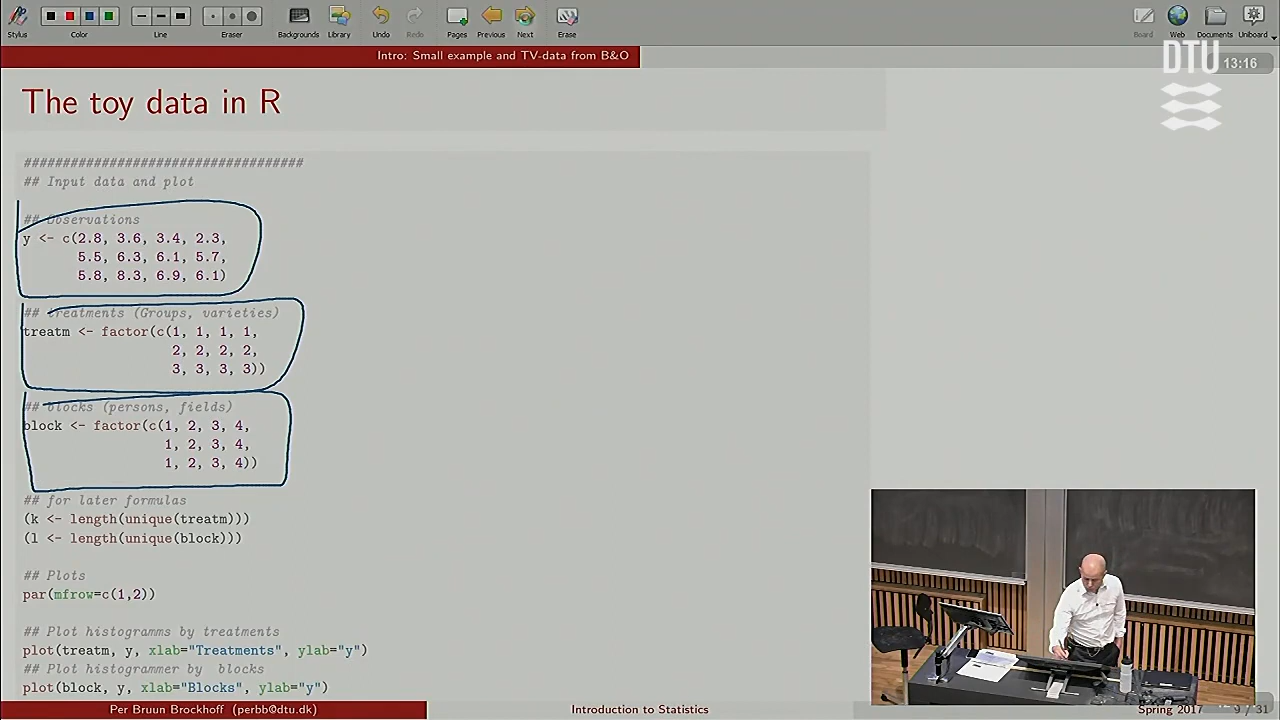 Stylus Color Line Eraser Backgrounds Library Undo Redo Pages Previous Next Erase Board Web Documents Uniboard
Intro: Small example and TV-data from B&O
DTU
13:16
The toy data in R
####################################
## Input data and plot
## Observations
y <- c(2.8, 3.6, 3.4, 2.3,
5.5, 6.3, 6.1, 5.7,
5.8, 8.3, 6.9, 6.1)
## treatments (Groups, varieties)
treatm <- factor(c(1, 1, 1, 1,
2, 2, 2, 2,
3, 3, 3, 3))
## blocks (persons, fields)
block <- factor(c(1, 2, 3, 4,
1, 2, 3, 4,
1, 2, 3, 4))
## for later formulas
(k <- length(unique(treatm)))
(l <- length(unique(block)))
## Plots
par(mfrow=c(1,2))
## Plot histogramms by treatments
plot(treatm, y, xlab="Treatments", ylab="y")
## Plot histogrammer by blocks
plot(block, y, xlab="Blocks", ylab="y")
Per Bruun Brockhoff (perbb@dtu.dk) Introduction to Statistics Spring 2017 9 / 31